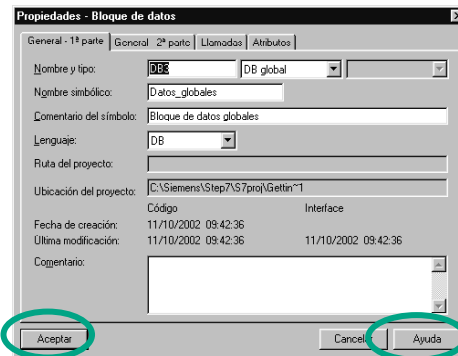 Propiedades - Bloque de datos
General - 1ª parte General 2ª parte Llamadas Atributos
Nombre y tipo: DB3 DB global
Nombre simbólico: Datos_globales
Comentario del símbolo: Bloque de datos globales
Lenguaje: DB
Ruta del proyecto:
Ubicación del proyecto: C:\Siemens\Step7\S7proj\Gettin~1
Código Interface
Fecha de creación: 11/10/2002 09:42:36
Última modificación: 11/10/2002 09:42:36 11/10/2002 09:42:36
Comentario:
Aceptar Cancelar Ayuda